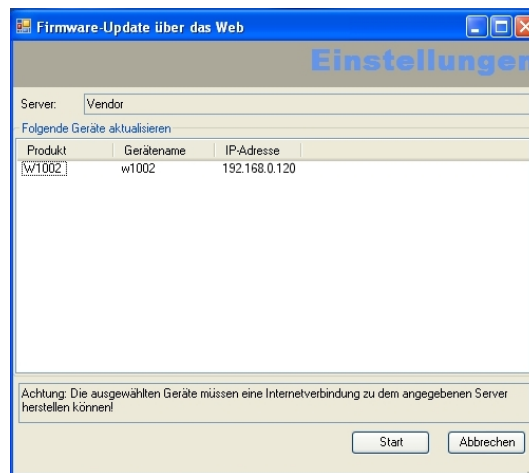 Firmware-Update über das Web
Einstellungen
Server: Vendor
Folgende Geräte aktualisieren
Produkt Gerätename IP-Adresse
W1002 w1002 192.168.0.120
Achtung: Die ausgewählten Geräte müssen eine Internetverbindung zu dem angegebenen Server
herstellen können!
Start Abbrechen